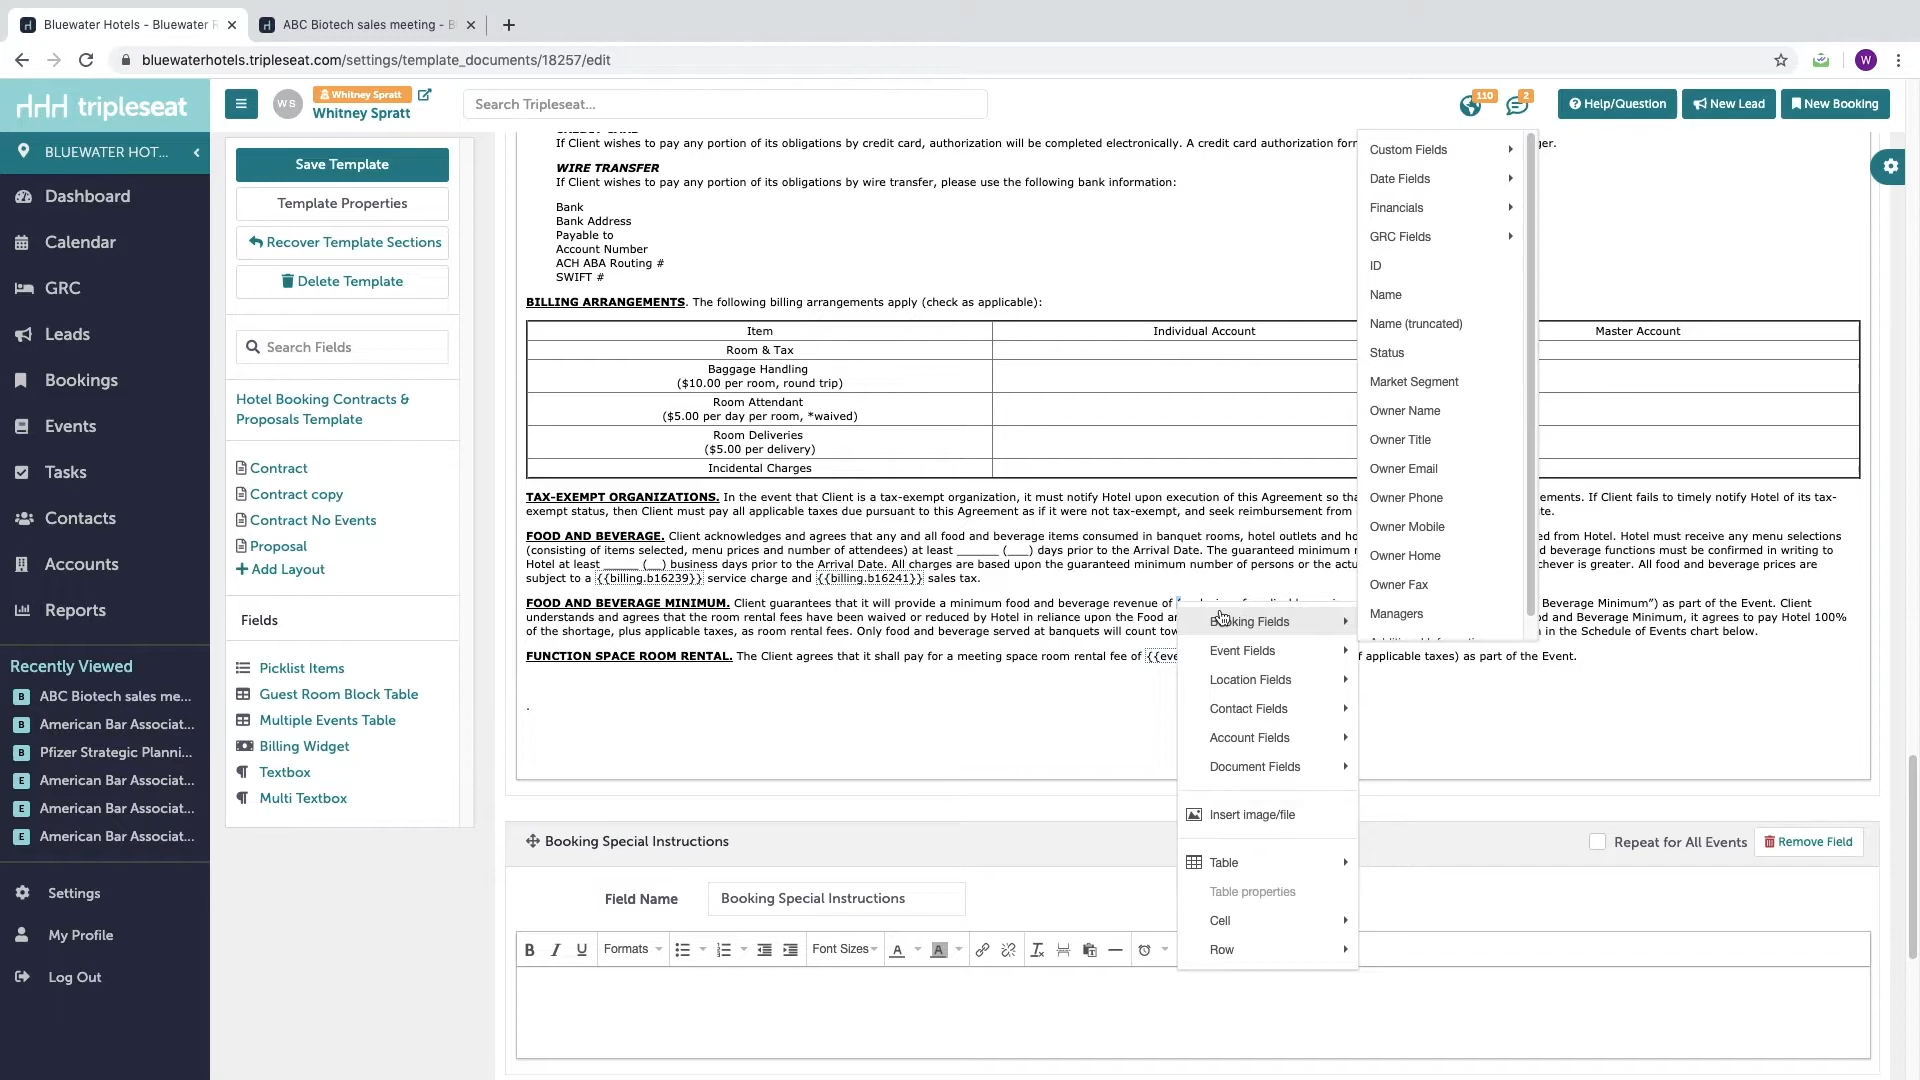 Bluewater Hotels - Bluewater R
ABC Biotech sales meeting - B
bluewaterhotels.tripleseat.com/settings/template_documents/18257/edit
W
tripleseat
WS
Whitney Spratt
Whitney Spratt
Search Tripleseat...
110
2
Help/Question
New Lead
New Booking
BLUEWATER HOT...
Dashboard
Calendar
GRC
Leads
Bookings
Events
Tasks
Contacts
Accounts
Reports
Recently Viewed
B ABC Biotech sales me...
B American Bar Associat...
B Pfizer Strategic Planni...
E American Bar Associat...
E American Bar Associat...
E American Bar Associat...
Settings
My Profile
Log Out
Save Template
Template Properties
Recover Template Sections
Delete Template
Search Fields
Hotel Booking Contracts &
Proposals Template
Contract
Contract copy
Contract No Events
Proposal
Add Layout
Fields
Picklist Items
Guest Room Block Table
Multiple Events Table
Billing Widget
Textbox
Multi Textbox
If Client wishes to pay any portion of its obligations by credit card, authorization will be completed electronically. A credit card authorization for
WIRE TRANSFER
If Client wishes to pay any portion of its obligations by wire transfer, please use the following bank information:
Bank
Bank Address
Payable to
Account Number
ACH ABA Routing #
SWIFT #
BILLING ARRANGEMENTS. The following billing arrangements apply (check as applicable):
Item Individual Account Master Account
Room & Tax
Baggage Handling
($10.00 per room, round trip)
Room Attendant
($5.00 per day per room, *waived)
Room Deliveries
($5.00 per delivery)
Incidental Charges
TAX-EXEMPT ORGANIZATIONS. In the event that Client is a tax-exempt organization, it must notify Hotel upon execution of this Agreement so tha ements. If Client fails to timely notify Hotel of its tax-
exempt status, then Client must pay all applicable taxes due pursuant to this Agreement as if it were not tax-exempt, and seek reimbursement from te.
FOOD AND BEVERAGE. Client acknowledges and agrees that any and all food and beverage items consumed in banquet rooms, hotel outlets and ho ed from Hotel. Hotel must receive any menu selections
(consisting of items selected, menu prices and number of attendees) at least _______ (___) days prior to the Arrival Date. The guaranteed minimum r d beverage functions must be confirmed in writing to
Hotel at least _____ (__) business days prior to the Arrival Date. All charges are based upon the guaranteed minimum number of persons or the actu chever is greater. All food and beverage prices are
subject to a {{billing.b16239}} service charge and {{billing.b16241}} sales tax.
FOOD AND BEVERAGE MINIMUM. Client guarantees that it will provide a minimum food and beverage revenue of Beverage Minimum") as part of the Event. Client
understands and agrees that the room rental fees have been waived or reduced by Hotel in reliance upon the Food an od and Beverage Minimum, it agrees to pay Hotel 100%
of the shortage, plus applicable taxes, as room rental fees. Only food and beverage served at banquets will count tow n in the Schedule of Events chart below.
FUNCTION SPACE ROOM RENTAL. The Client agrees that it shall pay for a meeting space room rental fee of {{eve f applicable taxes) as part of the Event.
.
Booking Fields
Event Fields
Location Fields
Contact Fields
Account Fields
Document Fields
Insert image/file
Table
Table properties
Cell
Row
Custom Fields
Date Fields
Financials
GRC Fields
ID
Name
Name (truncated)
Status
Market Segment
Owner Name
Owner Title
Owner Email
Owner Phone
Owner Mobile
Owner Home
Owner Fax
Managers
Booking Special Instructions
Repeat for All Events
Remove Field
Field Name
Booking Special Instructions
B I U Formats Font Sizes A A